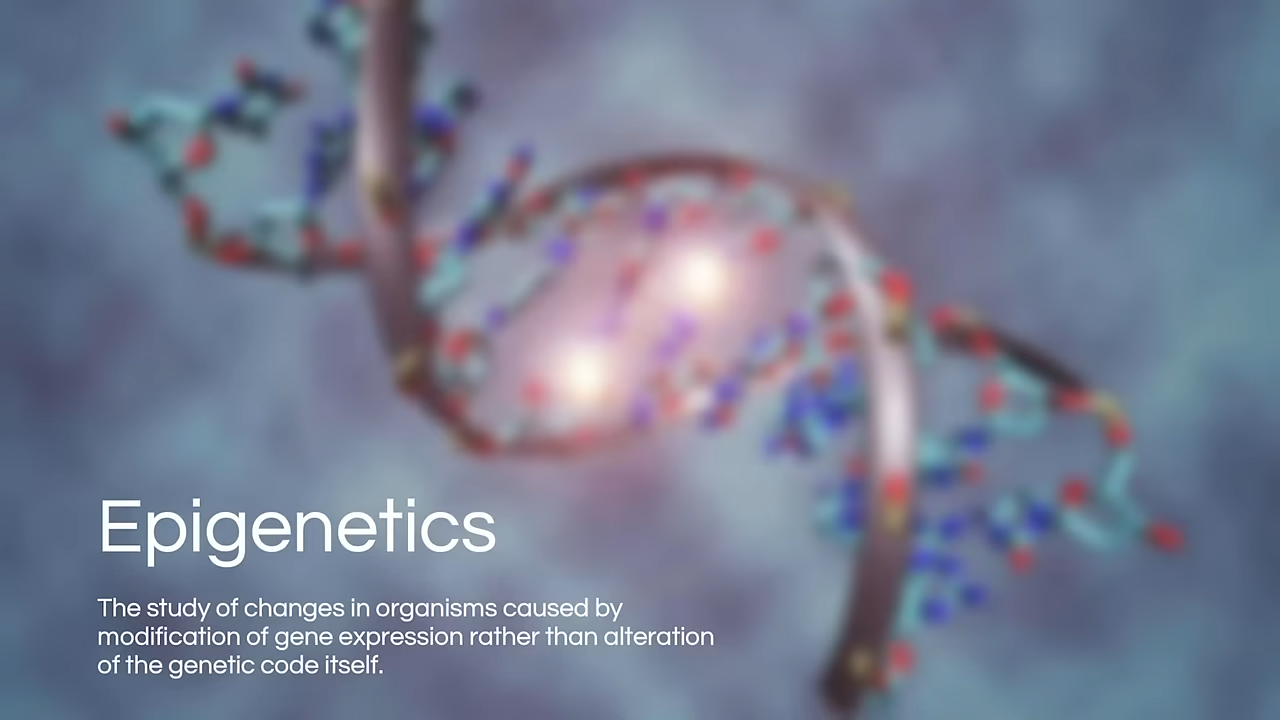 Epigenetics
The study of changes in organisms caused by
modification of gene expression rather than alteration
of the genetic code itself.